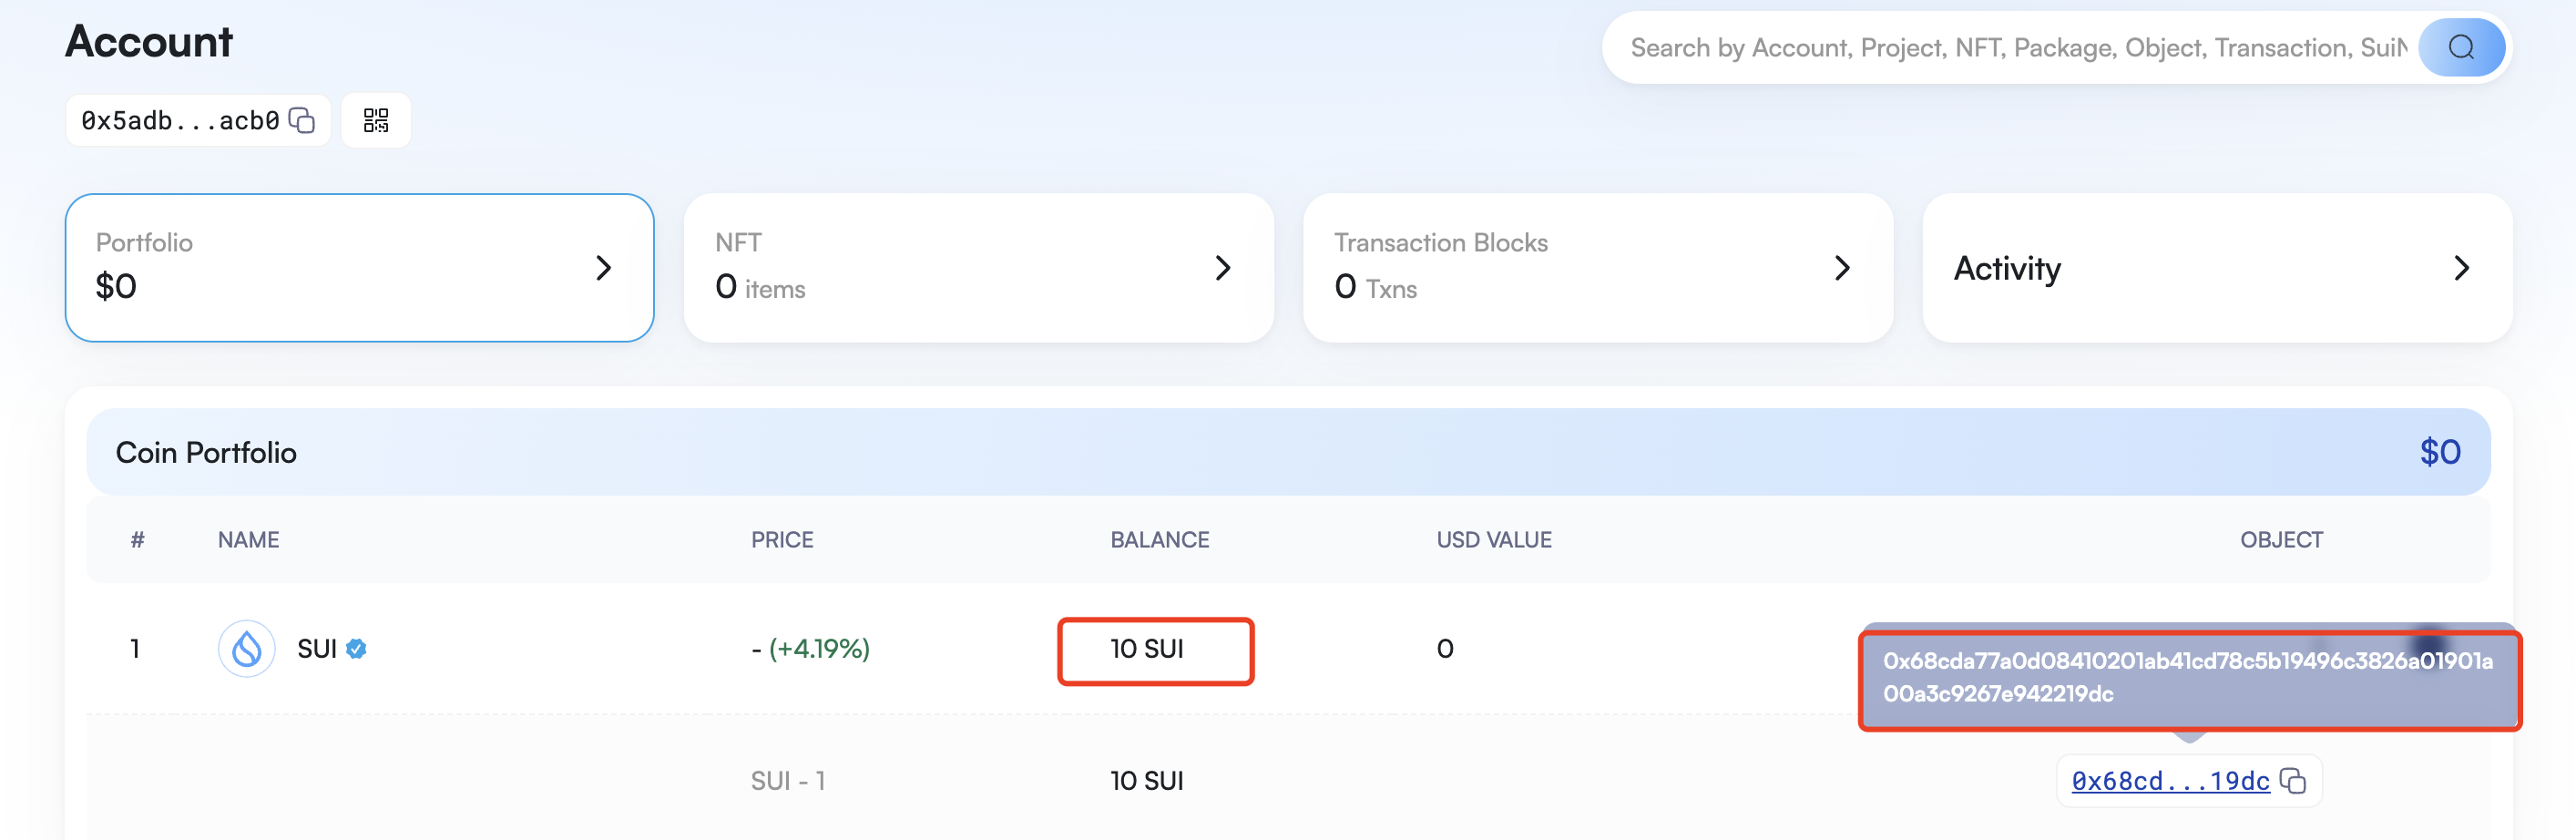 Account
Search by Account, Project, NFT, Package, Object, Transaction, SuiN
0x5adb...acb0
Portfolio
$0
NFT
0 items
Transaction Blocks
0 Txns
Activity
Coin Portfolio
$0
# NAME PRICE BALANCE USD VALUE OBJECT
1 SUI - (+4.19%) 10 SUI 0
0x68cda77a0d08410201ab41cd78c5b19496c3826a01901a
00a3c9267e942219dc
SUI - 1 10 SUI 0x68cd...19dc